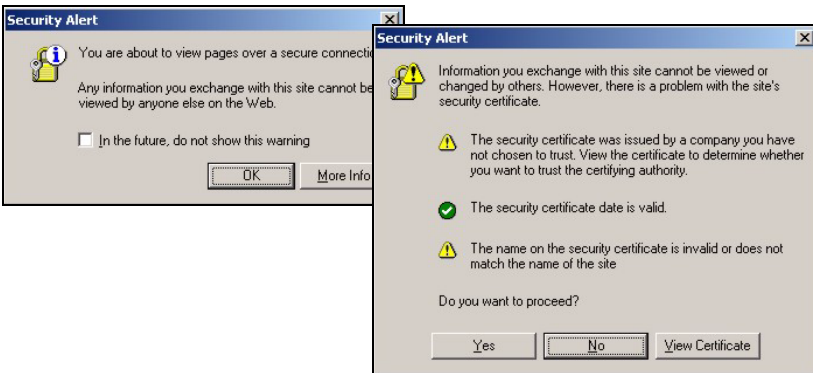 Security Alert
You are about to view pages over a secure connecti
Any information you exchange with this site cannot be
viewed by anyone else on the Web.
In the future, do not show this warning
OK
More Info
Security Alert
Information you exchange with this site cannot be viewed or
changed by others. However, there is a problem with the site's
security certificate.
The security certificate was issued by a company you have
not chosen to trust. View the certificate to determine whether
you want to trust the certifying authority.
The security certificate date is valid.
The name on the security certificate is invalid or does not
match the name of the site
Do you want to proceed?
Yes
No
View Certificate